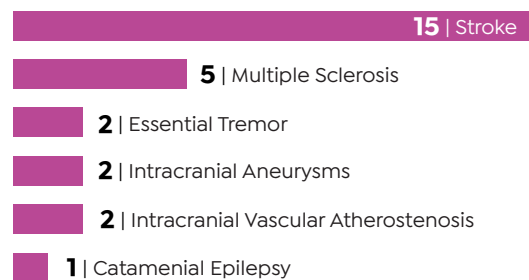 15 | Stroke
5 | Multiple Sclerosis
2 | Essential Tremor
2 | Intracranial Aneurysms
2 | Intracranial Vascular Atherostenosis
1 | Catamenial Epilepsy